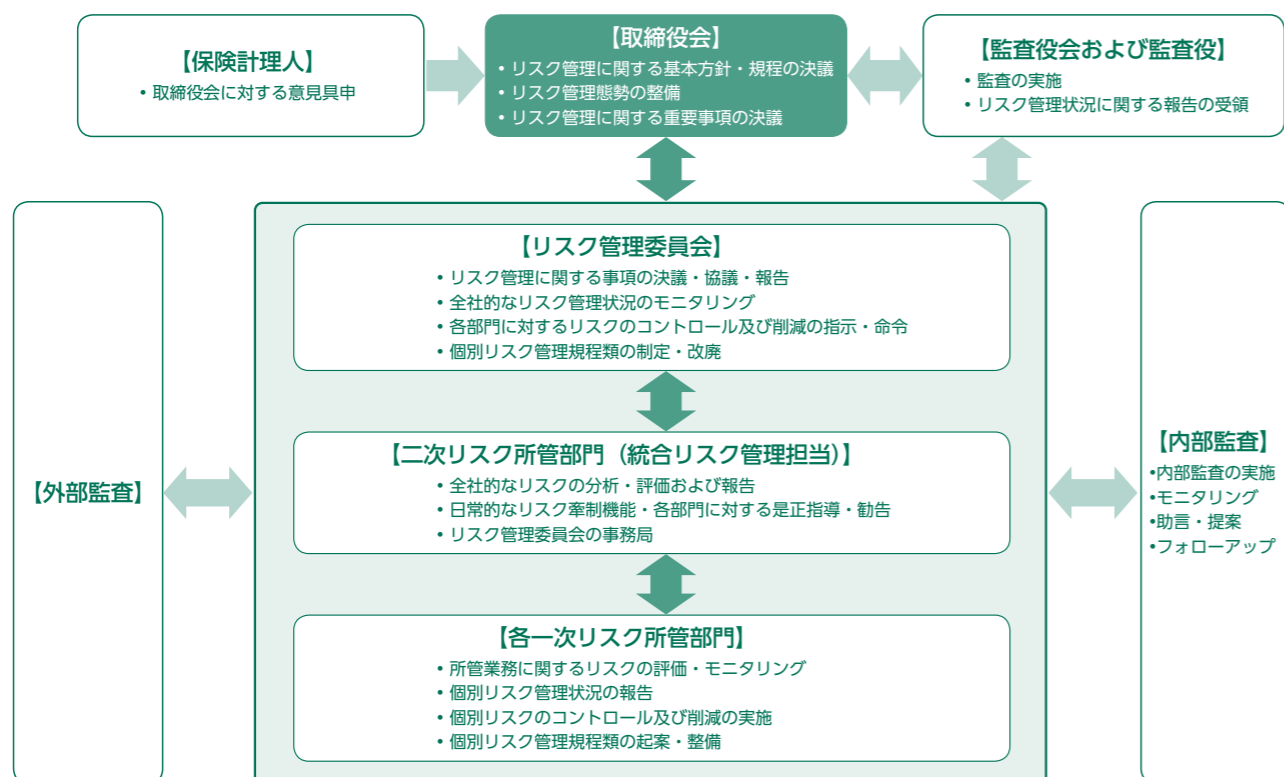 【保険計理人】
• 取締役会に対する意見具申
【取締役会】
• リスク管理に関する基本方針・規程の決議
• リスク管理態勢の整備
• リスク管理に関する重要事項の決議
【監査役会および監査役】
• 監査の実施
• リスク管理状況に関する報告の受領
【外部監査】
【リスク管理委員会】
• リスク管理に関する事項の決議・協議・報告
• 全社的なリスク管理状況のモニタリング
• 各部門に対するリスクのコントロール及び削減の指示・命令
• 個別リスク管理規程類の制定・改廃
【二次リスク所管部門（統合リスク管理担当）】
• 全社的なリスクの分析・評価および報告
• 日常的なリスク牽制機能・各部門に対する是正指導・勧告
• リスク管理委員会の事務局
【各一次リスク所管部門】
• 所管業務に関するリスクの評価・モニタリング
• 個別リスク管理状況の報告
• 個別リスクのコントロール及び削減の実施
• 個別リスク管理規程類の起案・整備
【内部監査】
•内部監査の実施
•モニタリング
•助言・提案
•フォローアップ